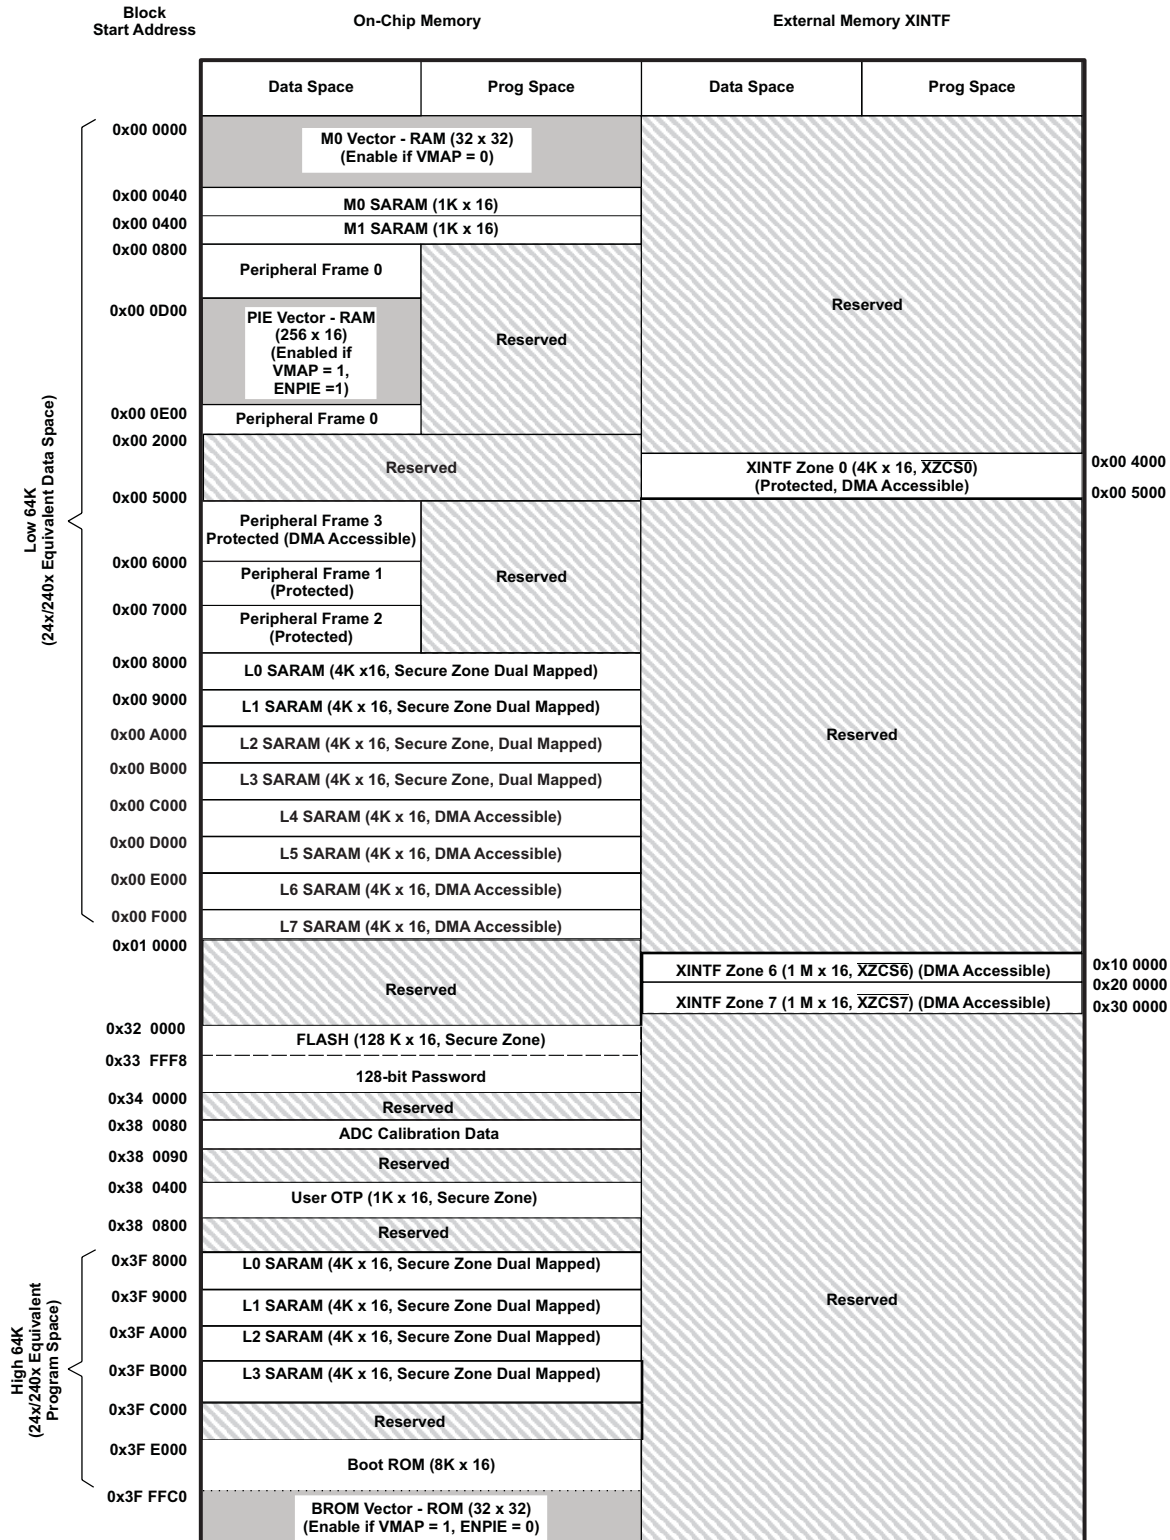 Block
Start Address
On-Chip Memory
External Memory XINTF
Data Space
Prog Space
Data Space
Prog Space
0x00 0000
M0 Vector - RAM (32 x 32)
(Enable if VMAP = 0)
0x00 0040
M0 SARAM (1K x 16)
0x00 0400
M1 SARAM (1K x 16)
0x00 0800
Peripheral Frame 0
Reserved
0x00 0D00
PIE Vector - RAM
(256 x 16)
(Enabled if
VMAP = 1,
ENPIE =1)
Reserved
0x00 0E00
Peripheral Frame 0
0x00 2000
Reserved
XINTF Zone 0 (4K x 16, XZCS0)
(Protected, DMA Accessible)
0x00 4000
0x00 5000
0x00 5000
Low 64K
(24x/240x Equivalent Data Space)
Peripheral Frame 3
Protected (DMA Accessible)
0x00 6000
Peripheral Frame 1
(Protected)
Reserved
0x00 7000
Peripheral Frame 2
(Protected)
0x00 8000
L0 SARAM (4K x16, Secure Zone Dual Mapped)
0x00 9000
L1 SARAM (4K x 16, Secure Zone Dual Mapped)
0x00 A000
L2 SARAM (4K x 16, Secure Zone, Dual Mapped)
Reserved
0x00 B000
L3 SARAM (4K x 16, Secure Zone, Dual Mapped)
0x00 C000
L4 SARAM (4K x 16, DMA Accessible)
0x00 D000
L5 SARAM (4K x 16, DMA Accessible)
0x00 E000
L6 SARAM (4K x 16, DMA Accessible)
0x00 F000
L7 SARAM (4K x 16, DMA Accessible)
0x01 0000
Reserved
XINTF Zone 6 (1 M x 16, XZCS6) (DMA Accessible)
0x10 0000
0x20 0000
XINTF Zone 7 (1 M x 16, XZCS7) (DMA Accessible)
0x30 0000
0x32 0000
FLASH (128 K x 16, Secure Zone)
0x33 FFF8
128-bit Password
0x34 0000
Reserved
0x38 0080
ADC Calibration Data
0x38 0090
Reserved
0x38 0400
User OTP (1K x 16, Secure Zone)
0x38 0800
Reserved
0x3F 8000
L0 SARAM (4K x 16, Secure Zone Dual Mapped)
0x3F 9000
L1 SARAM (4K x 16, Secure Zone Dual Mapped)
Reserved
High 64K
(24x/240x Equivalent
Program Space)
0x3F A000
L2 SARAM (4K x 16, Secure Zone Dual Mapped)
0x3F B000
L3 SARAM (4K x 16, Secure Zone Dual Mapped)
0x3F C000
Reserved
0x3F E000
Boot ROM (8K x 16)
0x3F FFC0
BROM Vector - ROM (32 x 32)
(Enable if VMAP = 1, ENPIE = 0)